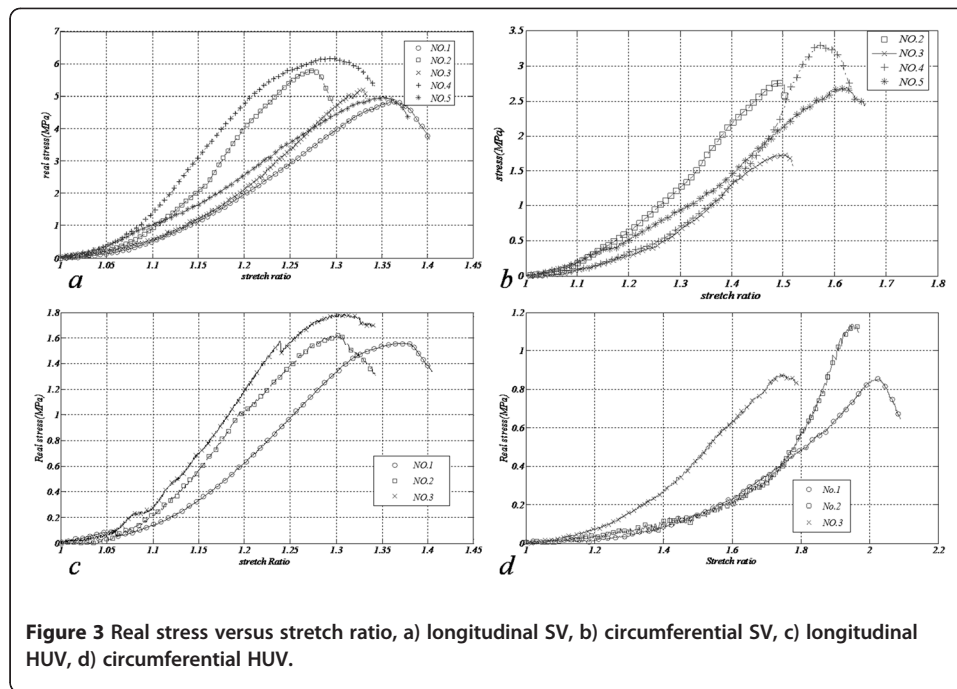 7
6
5
4
3
2
1
0
real stress(MPa)
1
1.05
1.1
1.15
1.2
1.25
1.3
1.35
1.4
1.45
stretch ratio
a
NO.1
NO.2
NO.3
NO.4
NO.5
3.5
3
2.5
2
1.5
1
0.5
0
stress(MPa)
1
1.1
1.2
1.3
1.4
1.5
1.6
1.7
1.8
stretch ratio
b
NO.2
NO.3
NO.4
NO.5
1.8
1.6
1.4
1.2
1
0.8
0.6
0.4
0.2
0
Real stress(MPa)
1
1.05
1.1
1.15
1.2
1.25
1.3
1.35
1.4
1.45
stretch Ratio
c
NO.1
NO.2
NO.3
1.2
1
0.8
0.6
0.4
0.2
0
Real stress(MPa)
1
1.2
1.4
1.6
1.8
2
2.2
Stretch ratio
d
No.1
No.2
NO.3
Figure 3 Real stress versus stretch ratio, a) longitudinal SV, b) circumferential SV, c) longitudinal
HUV, d) circumferential HUV.